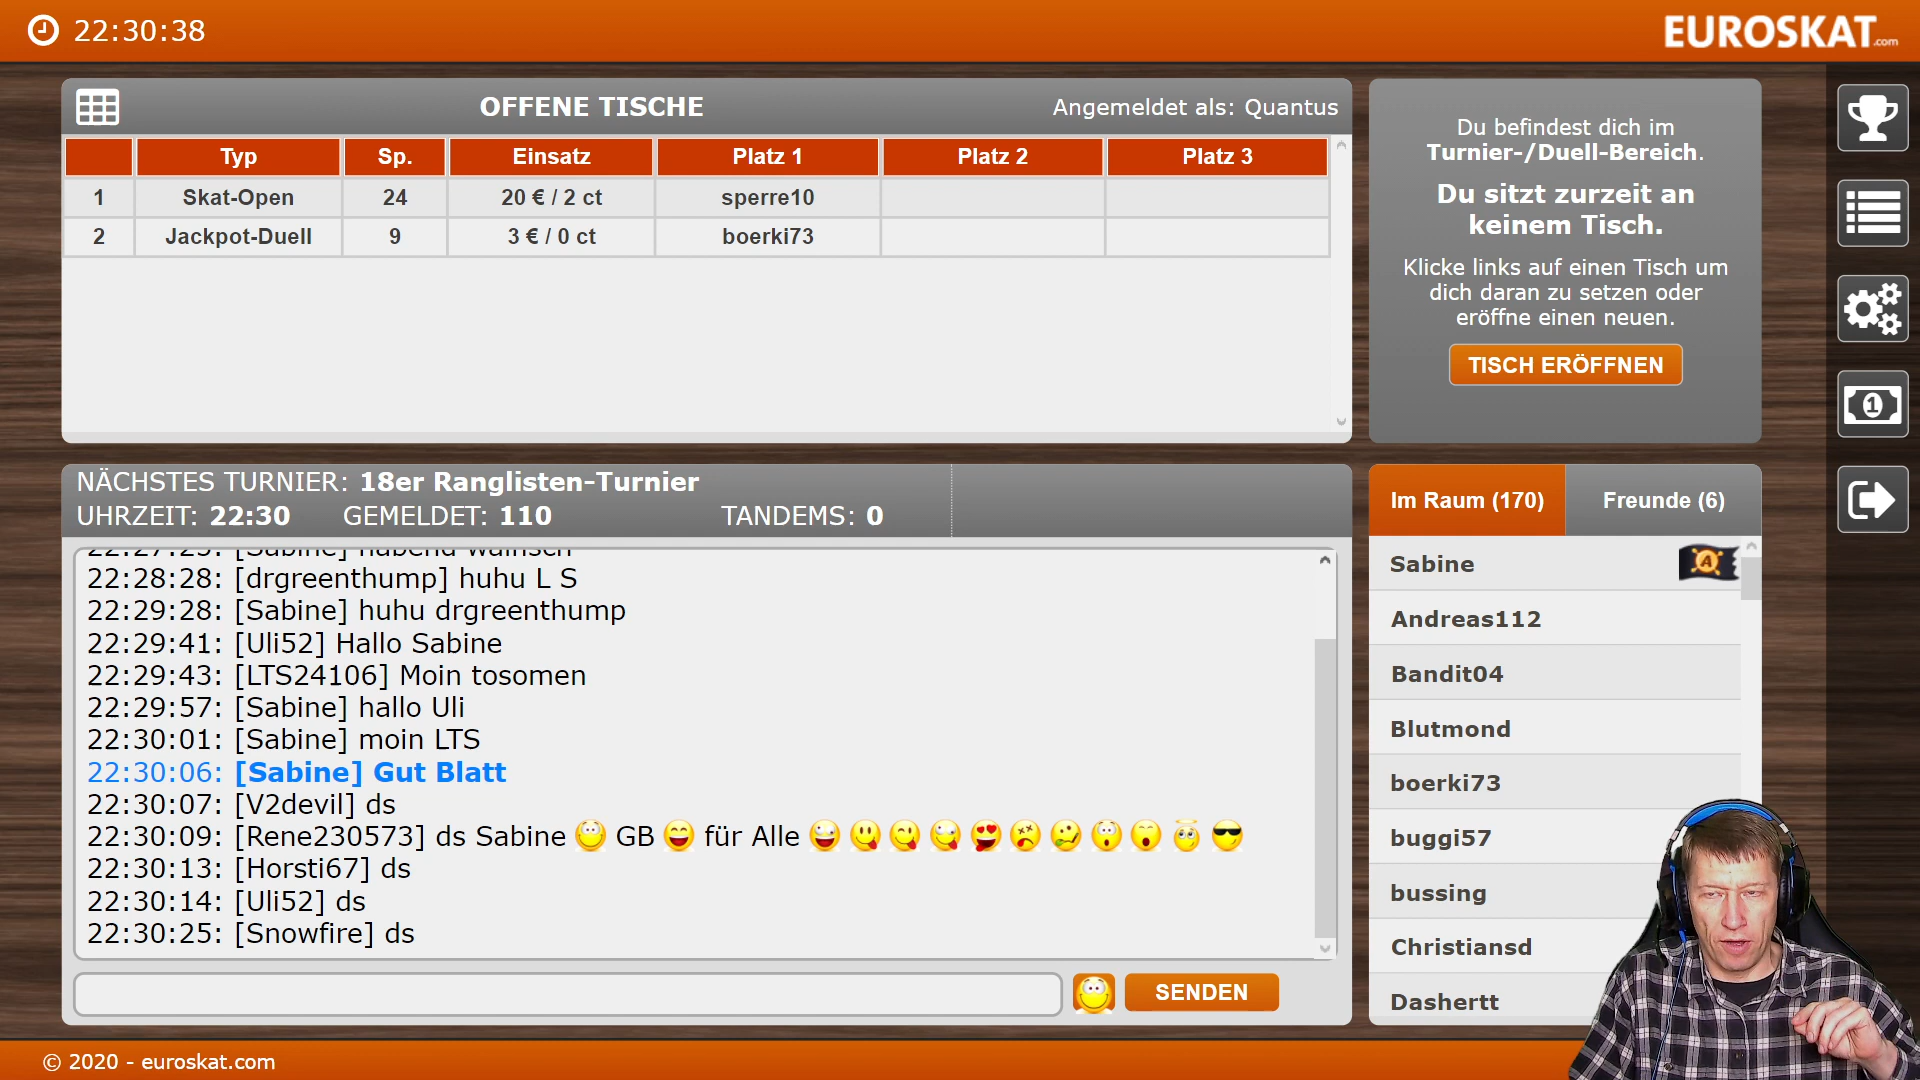 22:30:38
EUROSKAT.com
OFFENE TISCHE
Angemeldet als: Quantus
Typ Sp. Einsatz Platz 1 Platz 2 Platz 3
1 Skat-Open 24 20 € / 2 ct sperre10
2 Jackpot-Duell 9 3 € / 0 ct boerki73
Du befindest dich im
Turnier-/Duell-Bereich.
Du sitzt zurzeit an
keinem Tisch.
Klicke links auf einen Tisch um
dich daran zu setzen oder
eröffne einen neuen.
TISCH ERÖFFNEN
1
NÄCHSTES TURNIER: 18er Ranglisten-Turnier
UHRZEIT: 22:30 GEMELDET: 110 TANDEMS: 0
22:27:25: [Sabine] nabend wainsch
22:28:28: [drgreenthump] huhu L S
22:29:28: [Sabine] huhu drgreenthump
22:29:41: [Uli52] Hallo Sabine
22:29:43: [LTS24106] Moin tosomen
22:29:57: [Sabine] hallo Uli
22:30:01: [Sabine] moin LTS
22:30:06: [Sabine] Gut Blatt
22:30:07: [V2devil] ds
22:30:09: [Rene230573] ds Sabine GB für Alle
22:30:13: [Horsti67] ds
22:30:14: [Uli52] ds
22:30:25: [Snowfire] ds
SENDEN
Im Raum (170)
Freunde (6)
Sabine
A
Andreas112
Bandit04
Blutmond
boerki73
buggi57
bussing
Christiansd
Dashertt
© 2020 - euroskat.com